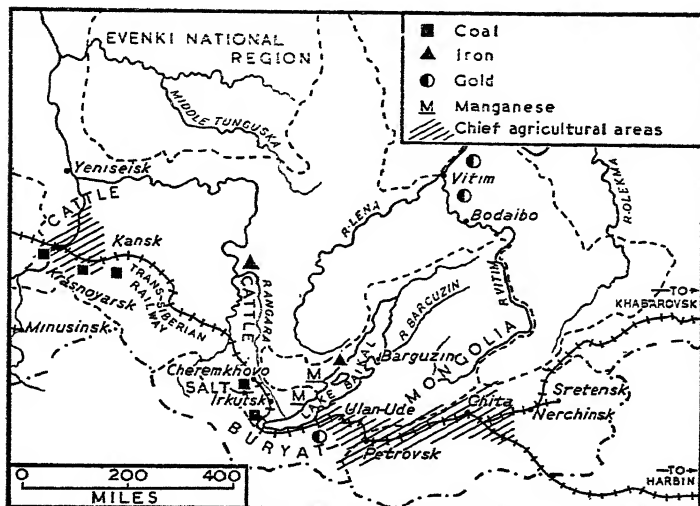 EVENKI NATIONAL
REGION
MIDDLE TUNGUSKA
Coal
Iron
Gold
M Manganese
Chief agricultural areas
Yeniseisk
CATTLE
Kansk
Krasnoyarsk
TRANS-SIBERIAN
RAILWAY
Minusinsk
R. LENA
Vitim
Bodaibo
R. OLEKNA
R. ANGARA
CATTLE
R. VITIM
R. BARGUZIN
Barguzin
←TO→
KHABAROVSK
M
M
LAKE BAIKAL
Cheremkhovo
SALT
Irkutsk
BURYAT
MONGOLIA
Ulan-Ude
Petrovsk
Chita
Sretensk
Nerchinsk
←TO→
HARBIN
0 200 400
MILES